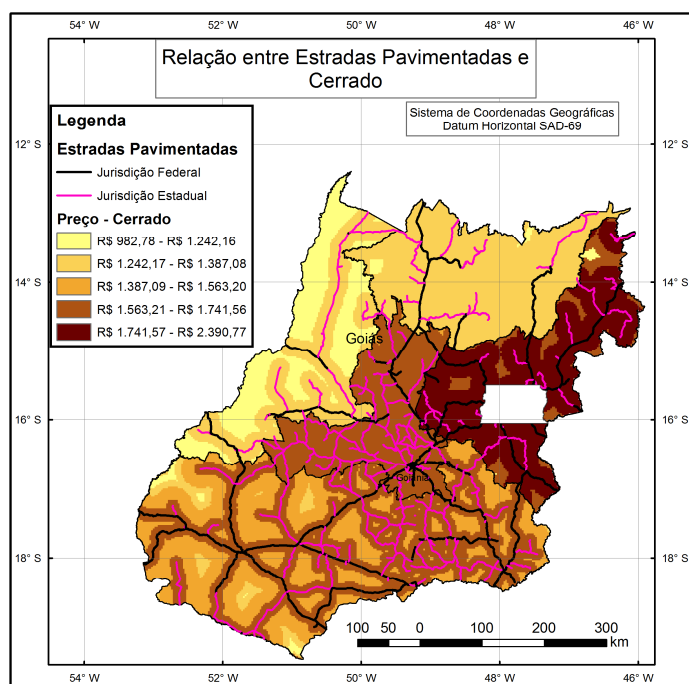 54° W 52° W 50° W 48° W 46° W
Relação entre Estradas Pavimentadas e
Cerrado
Sistema de Coordenadas Geográficas
Datum Horizontal SAD-69
Legenda
Estradas Pavimentadas
Jurisdição Federal
Jurisdição Estadual
Preço - Cerrado
R$ 982,78 - R$ 1.242,16
R$ 1.242,17 - R$ 1.387,08
R$ 1.387,09 - R$ 1.563,20
R$ 1.563,21 - R$ 1.741,56
R$ 1.741,57 - R$ 2.390,77
12° S 12° S
14° S 14° S
Goiás
16° S 16° S
Goiânia
18° S 18° S
100 50 0 100 200 300
km
54° W 52° W 50° W 48° W 46° W